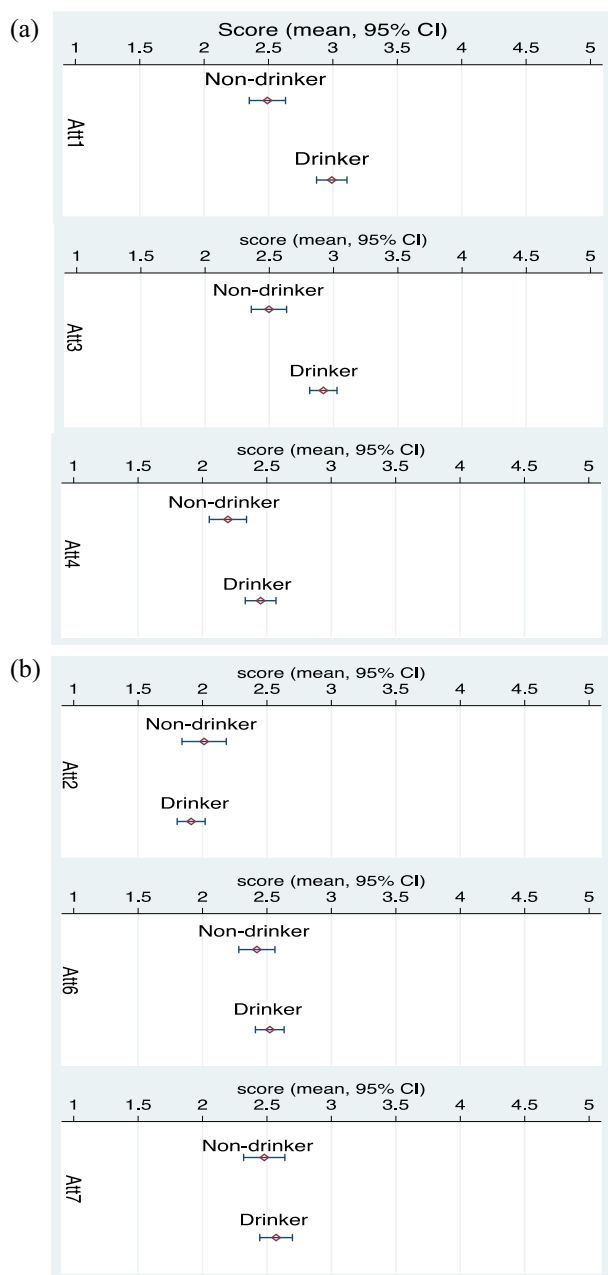 (a)
Score (mean, 95% CI)
1 1.5 2 2.5 3 3.5 4 4.5 5
Att1
Non-drinker
Drinker
score (mean, 95% CI)
1 1.5 2 2.5 3 3.5 4 4.5 5
Att3
Non-drinker
Drinker
score (mean, 95% CI)
1 1.5 2 2.5 3 3.5 4 4.5 5
Att4
Non-drinker
Drinker
(b)
score (mean, 95% CI)
1 1.5 2 2.5 3 3.5 4 4.5 5
Att2
Non-drinker
Drinker
score (mean, 95% CI)
1 1.5 2 2.5 3 3.5 4 4.5 5
Att6
Non-drinker
Drinker
score (mean, 95% CI)
1 1.5 2 2.5 3 3.5 4 4.5 5
Att7
Non-drinker
Drinker